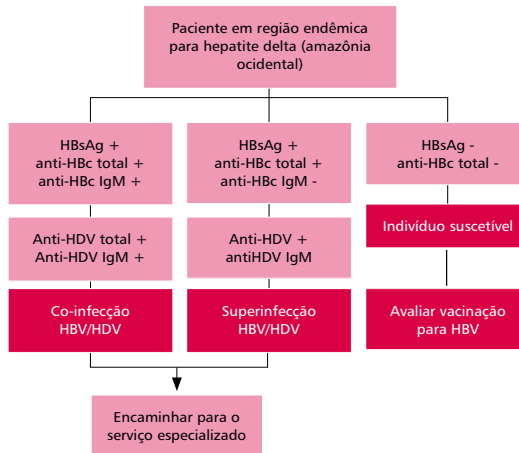 Paciente em região endêmica
para hepatite delta (amazônia
ocidental)
HBsAg +
anti-HBc total +
anti-HBc IgM +
HBsAg +
anti-HBc total +
anti-HBc IgM -
HBsAg -
anti-HBc total -
Anti-HDV total +
Anti-HDV IgM +
Anti-HDV +
antiHDV IgM
Indivíduo suscetível
Co-infecção
HBV/HDV
Superinfecção
HBV/HDV
Avaliar vacinação
para HBV
Encaminhar para o
serviço especializado